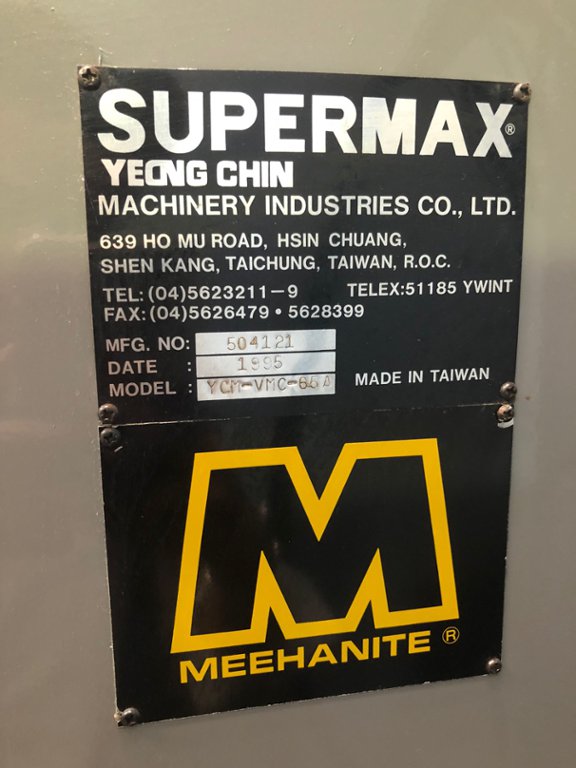 SUPERMAX®
YEONG CHIN
MACHINERY INDUSTRIES CO., LTD.
639 HO MU ROAD, HSIN CHUANG,
SHEN KANG, TAICHUNG, TAIWAN, R.O.C.
TEL:(04)5623211-9 TELEX:51185 YWINT
FAX:(04)5626479 • 5628399
MFG. NO: 504121
DATE : 1995
MODEL : YCM-VMC-65A MADE IN TAIWAN
M
MEEHANITE ®